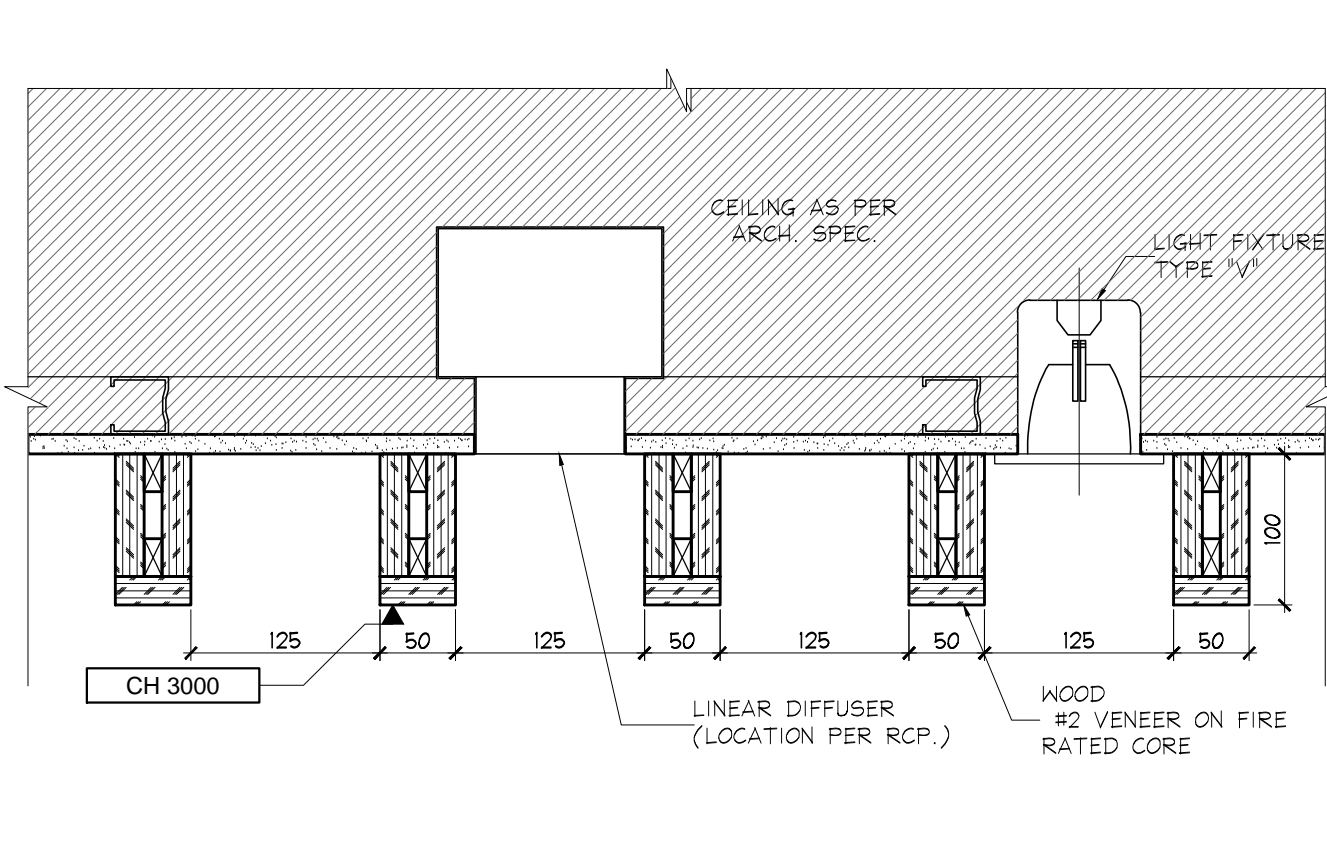 CEILING AS PER
ARCH. SPEC.
LIGHT FIXTURE
TYPE "V"
100
125
50
125
50
125
50
125
50
CH 3000
LINEAR DIFFUSER
(LOCATION PER RCP.)
WOOD
#2 VENEER ON FIRE
RATED CORE